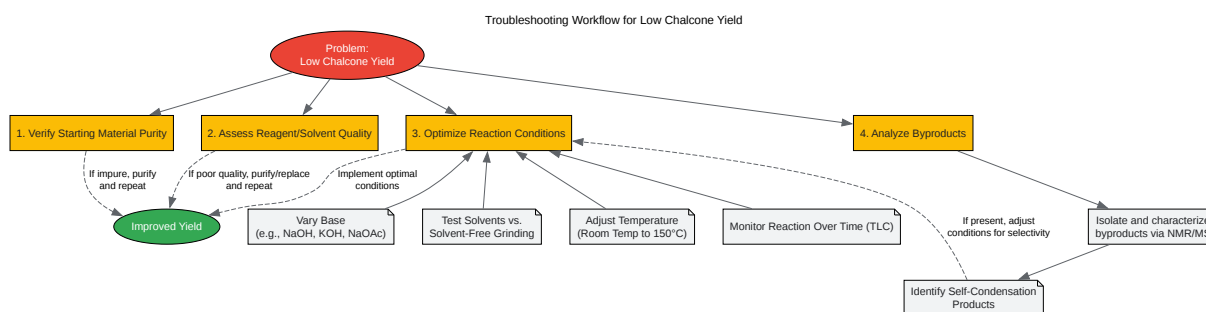 Troubleshooting Workflow for Low Chalcone Yield
Problem:
Low Chalcone Yield
1. Verify Starting Material Purity
2. Assess Reagent/Solvent Quality
3. Optimize Reaction Conditions
4. Analyze Byproducts
If impure, purify
and repeat
If poor quality, purify/replace
and repeat
Implement optimal
conditions
Improved Yield
Vary Base
(e.g., NaOH, KOH, NaOAc)
Test Solvents vs.
Solvent-Free Grinding
Adjust Temperature
(Room Temp to 150°C)
Monitor Reaction Over Time (TLC)
If present, adjust
conditions for selectivity
Isolate and characterize
byproducts via NMR/MS
Identify Self-Condensation
Products